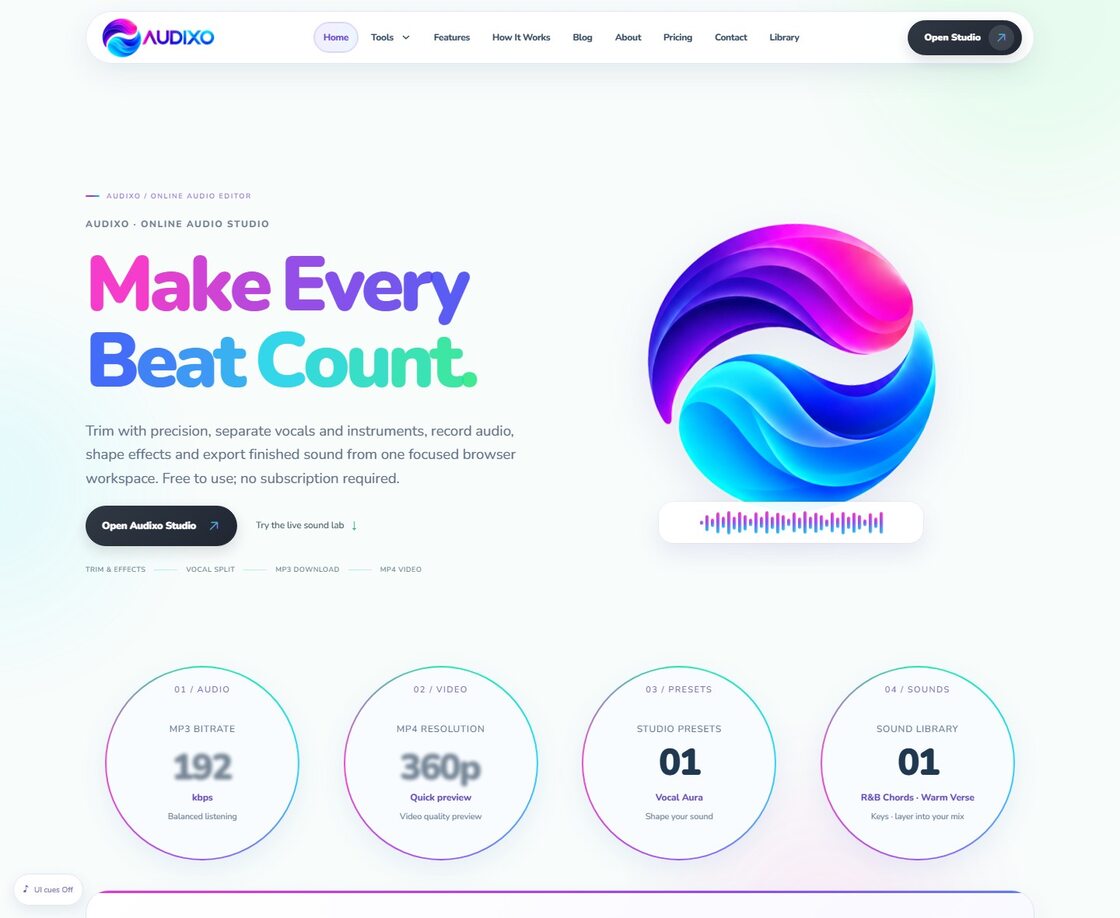 AUDIXO
Home
Tools
Features
How It Works
Blog
About
Pricing
Contact
Library
Open Studio
AUDIXO / ONLINE AUDIO EDITOR
AUDIXO · ONLINE AUDIO STUDIO
Make Every
Beat Count.
Trim with precision, separate vocals and instruments, record audio,
shape effects and export finished sound from one focused browser
workspace. Free to use; no subscription required.
Open Audixo Studio
Try the live sound lab ↓
TRIM & EFFECTS
VOCAL SPLIT
MP3 DOWNLOAD
MP4 VIDEO
01 / AUDIO
MP3 BITRATE
192
kbps
Balanced listening
02 / VIDEO
MP4 RESOLUTION
360p
Quick preview
Video quality preview
03 / PRESETS
STUDIO PRESETS
01
Vocal Aura
Shape your sound
04 / SOUNDS
SOUND LIBRARY
01
R&B Chords · Warm Verse
Keys · layer into your mix
UI cues Off